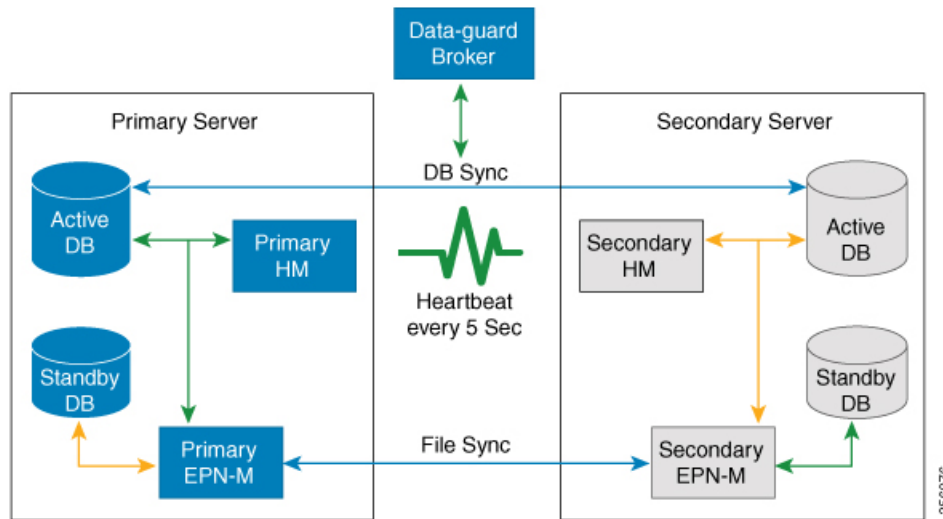 Data-guard
Broker
Primary Server
Secondary Server
DB Sync
Active
DB
Primary
HM
Secondary
HM
Active
DB
Heartbeat
every 5 Sec
Standby
DB
Standby
DB
Primary
EPN-M
File Sync
Secondary
EPN-M